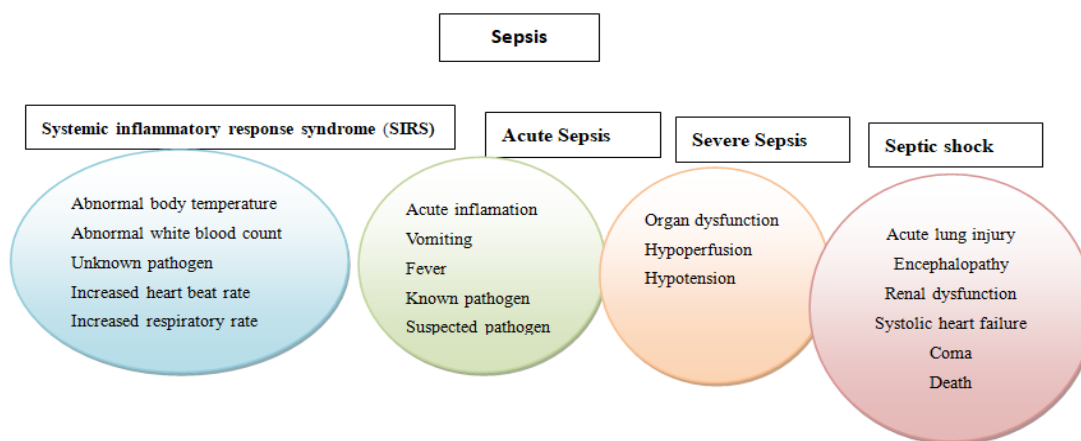 Sepsis
Systemic inflammatory response syndrome (SIRS)
Abnormal body temperature
Abnormal white blood count
Unknown pathogen
Increased heart beat rate
Increased respiratory rate
Acute Sepsis
Acute inflamation
Vomiting
Fever
Known pathogen
Suspected pathogen
Severe Sepsis
Organ dysfunction
Hypoperfusion
Hypotension
Septic shock
Acute lung injury
Encephalopathy
Renal dysfunction
Systolic heart failure
Coma
Death